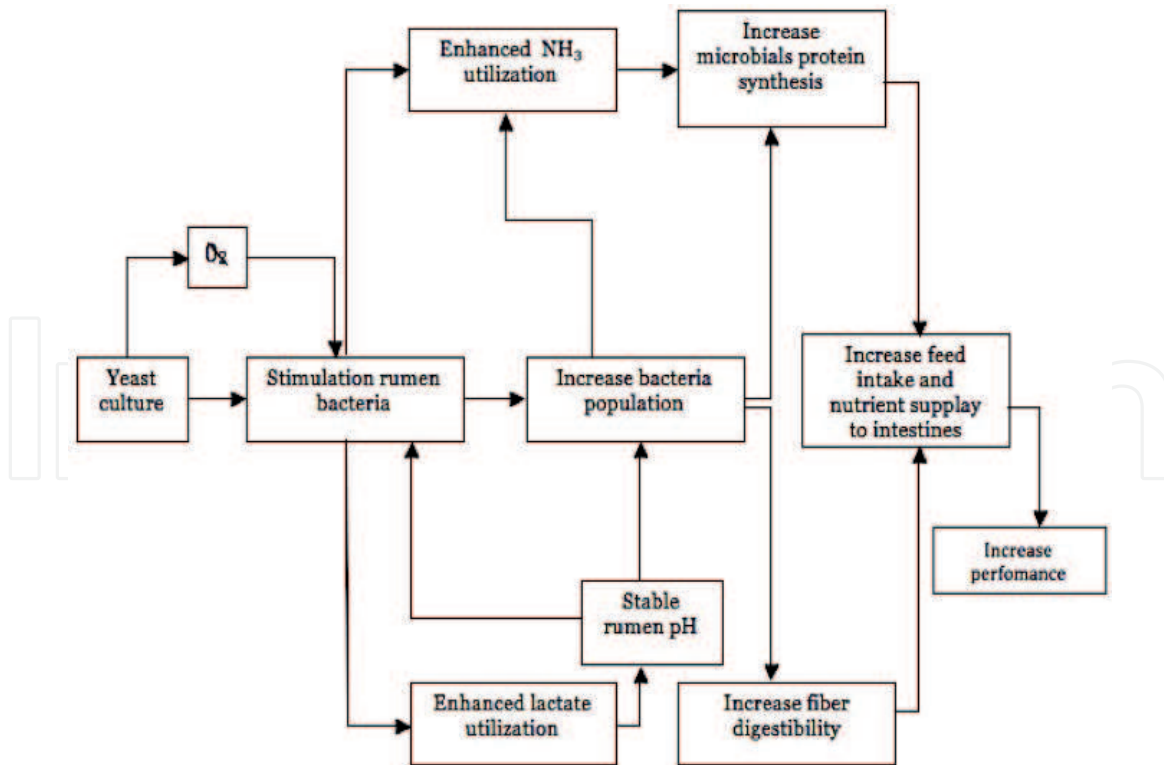 Enhanced NH₃
utilization
Increase
microbials protein
synthesis
O₂
Yeast
culture
Stimulation rumen
bacteria
Increase bacteria
population
Increase feed
intake and
nutrient supplay
to intestines
Increase
perfomance
Stable
rumen pH
Enhanced lactate
utilization
Increase fiber
digestibility